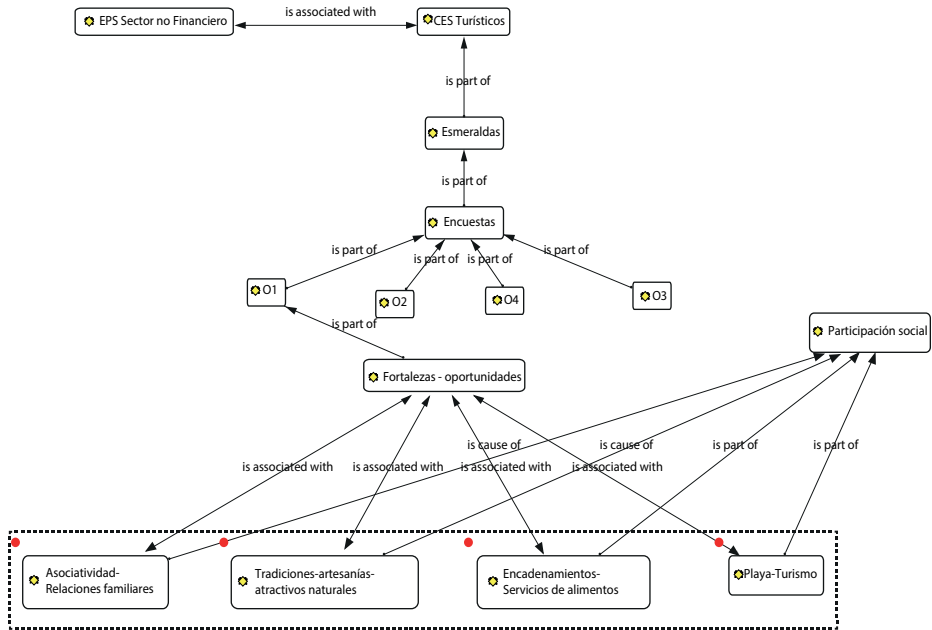 is associated with
EPS Sector no Financiero
CES Turísticos
is part of
Esmeraldas
is part of
Encuestas
is part of
is part of
is part of
is part of
O1
O2
O4
O3
is part of
Participación social
Fortalezas - oportunidades
is cause of
is cause of
is part of
is part of
is associated with
is associated with
is associated with
is associated with
Asociatividad-
Relaciones familiares
Tradiciones-artesanías-
atractivos naturales
Encadenamientos-
Servicios de alimentos
Playa-Turismo